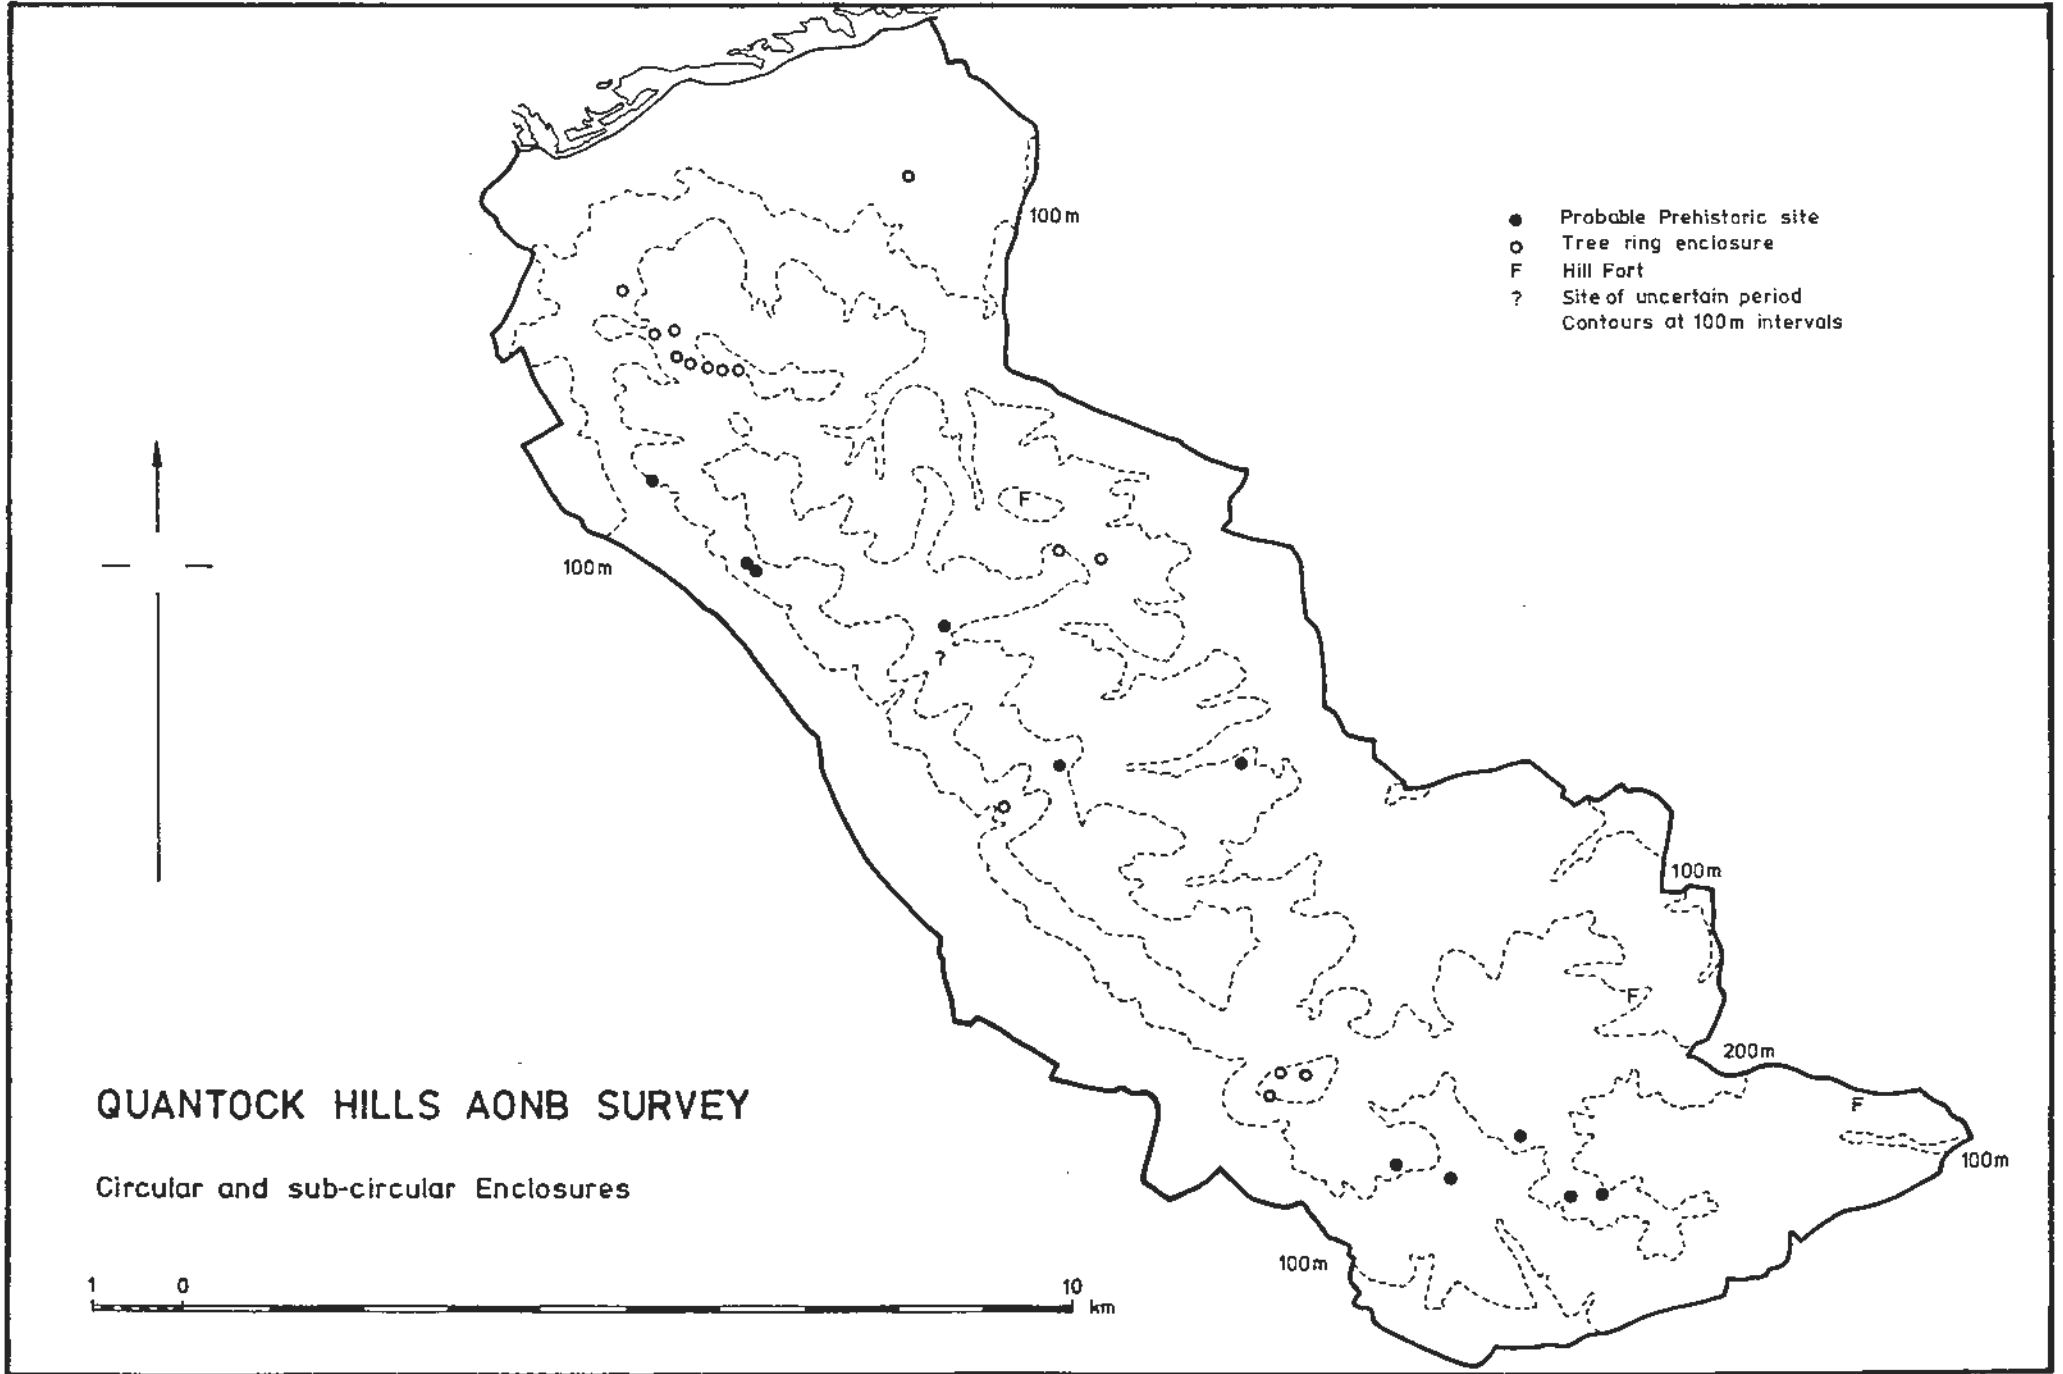 100m
● Probable Prehistoric site
○ Tree ring enclosure
F Hill Fort
? Site of uncertain period
Contours at 100m intervals
F
100m
?
100m
F
200m
F
100m
QUANTOCK HILLS AONB SURVEY
Circular and sub-circular Enclosures
100m
1 0 10 km